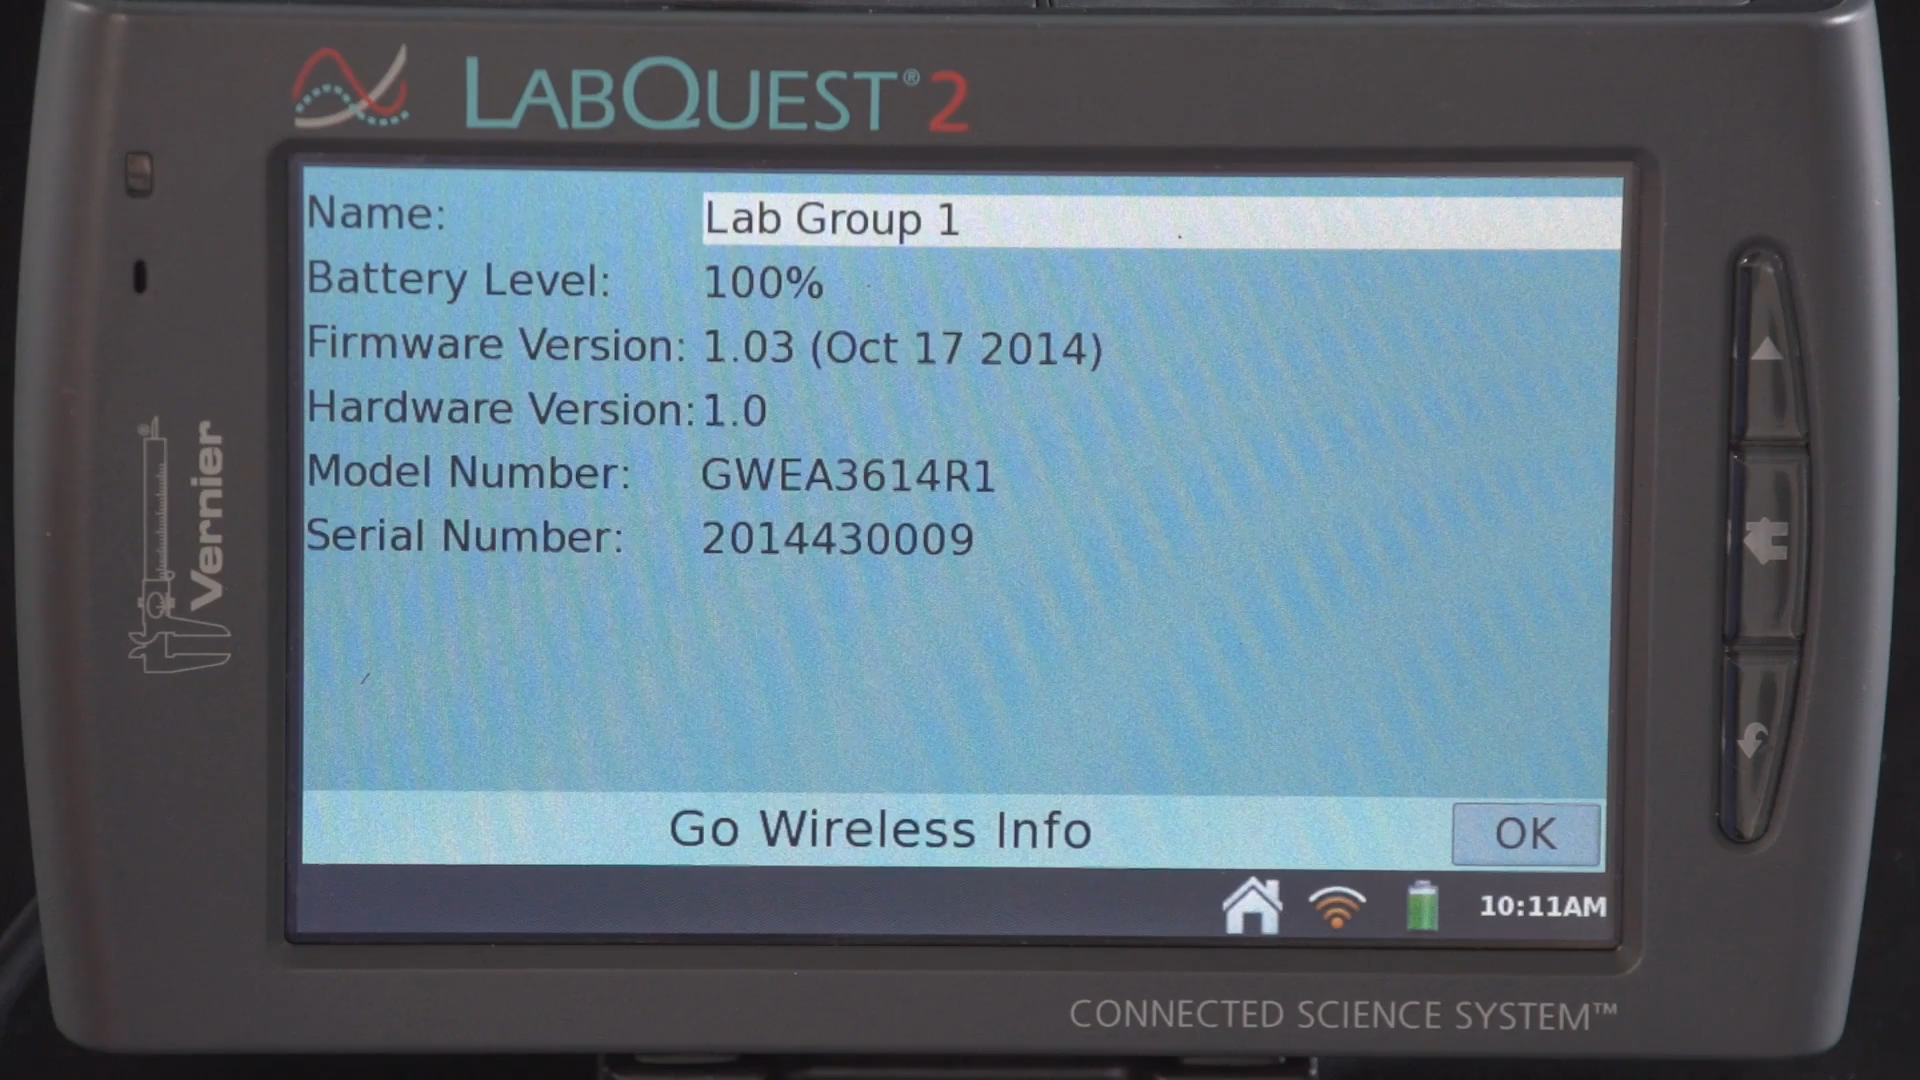 LABQUEST® 2
Name: Lab Group 1
Battery Level: 100%
Firmware Version: 1.03 (Oct 17 2014)
Hardware Version: 1.0
Model Number: GWEA3614R1
Serial Number: 2014430009
Go Wireless Info OK
10:11AM
Vernier®
CONNECTED SCIENCE SYSTEM™